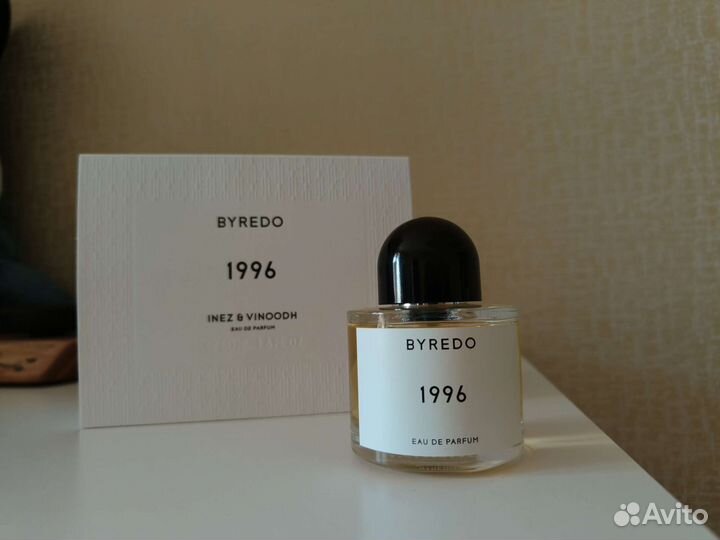 BYREDO
1996
INEZ & VINOODH
EAU DE PARFUM
BYREDO
1996
EAU DE PARFUM
Avito